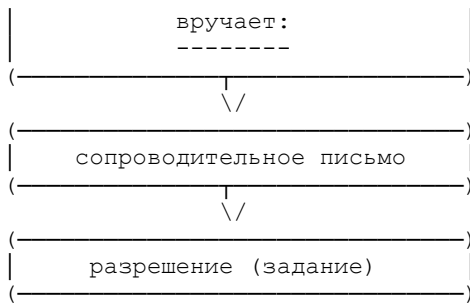 вручает:
--------
сопроводительное письмо
разрешение (задание)